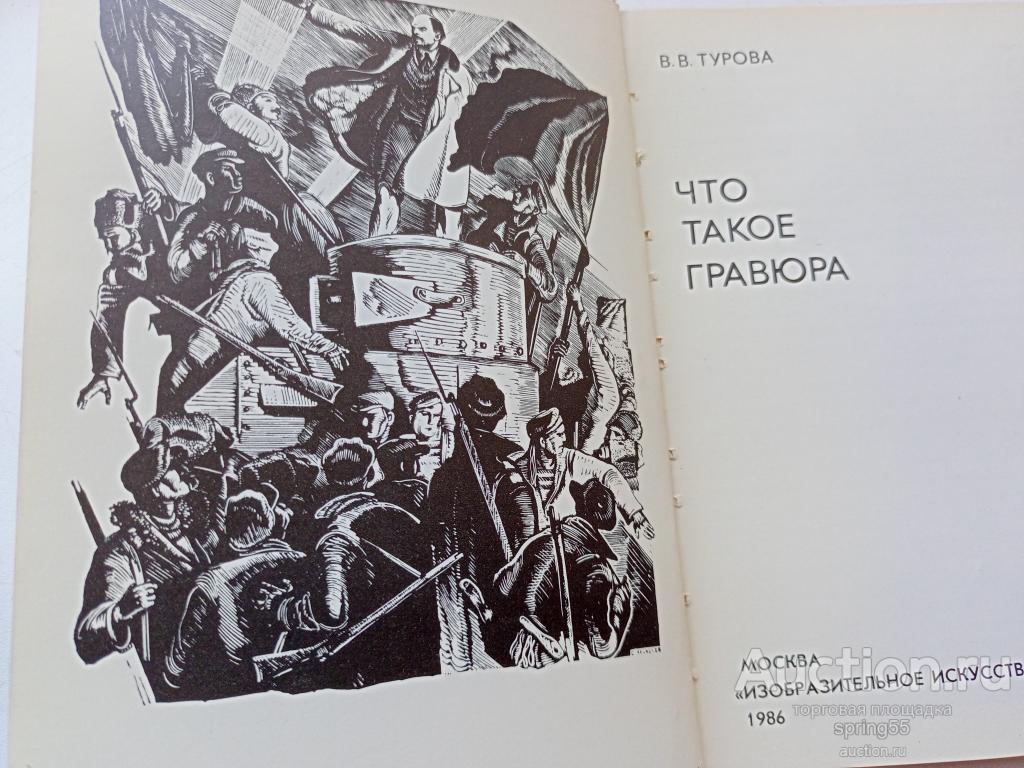 В. В. ТУРОВА
ЧТО
ТАКОЕ
ГРАВЮРА
МОСКВА
«ИЗОБРАЗИТЕЛЬНОЕ ИСКУССТВ
1986
Auction.ru
торговая площадка
spring55
auction.ru